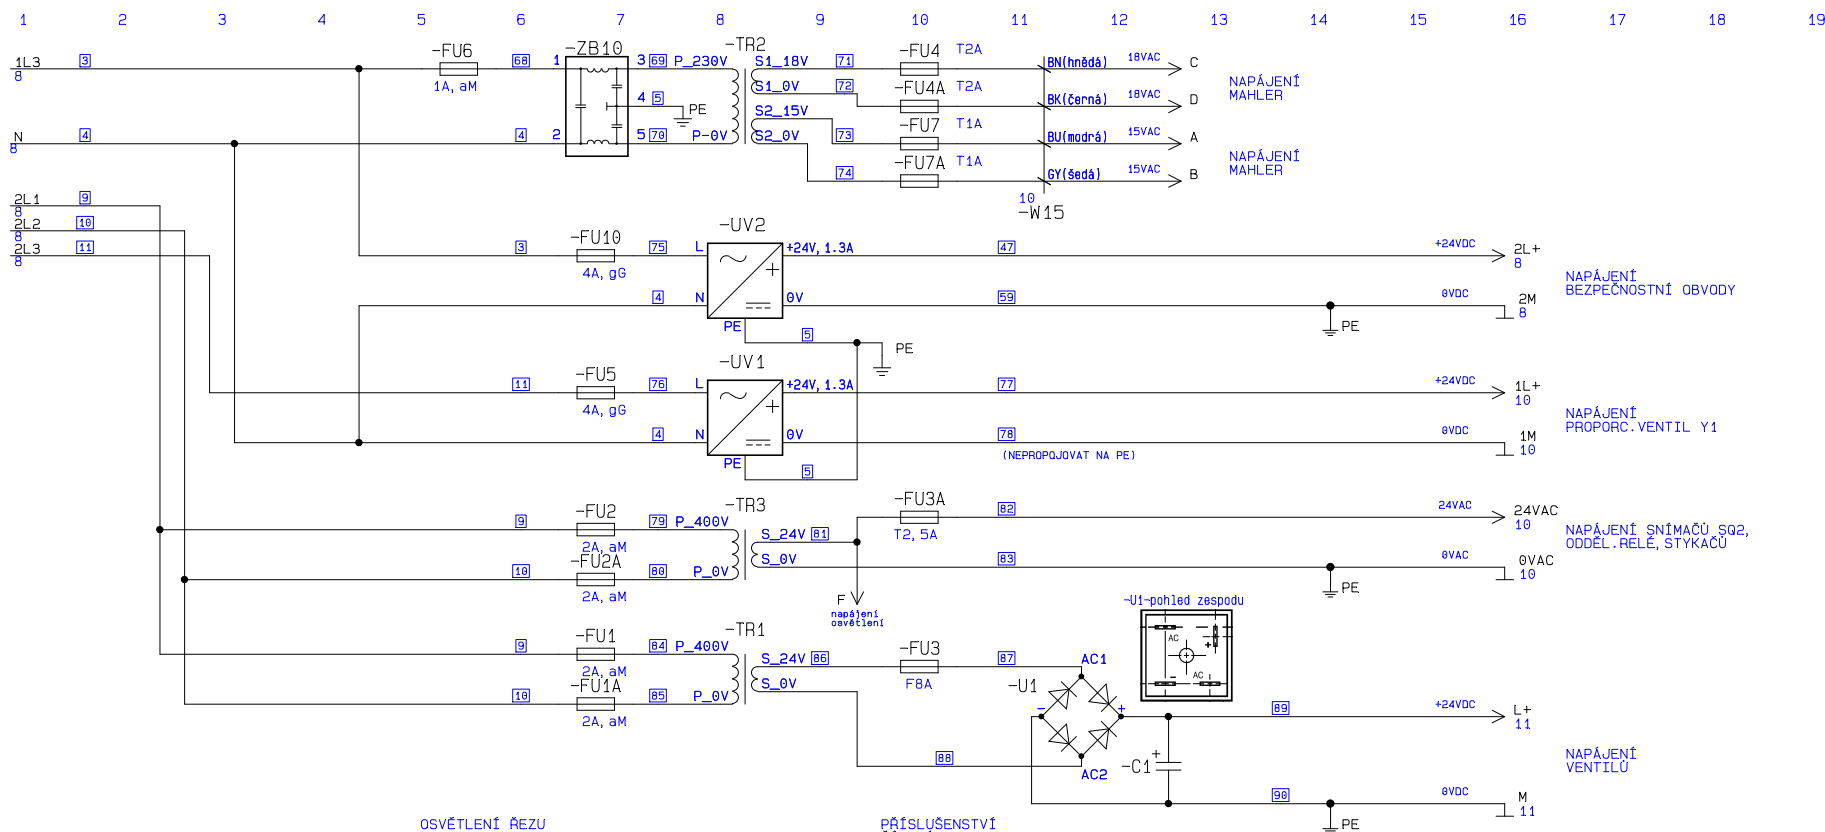 1 2 3 4 5 6 7 8 9 10 11 12 13 14 15 16 17 18 19
1L3 8 3 -FU6 1A, aM 68 1 -ZB10 3 69 P_230V -TR2 S1_18V 71 -FU4 T2A BN(hnědá) 18VAC C
4 5 PE S1_0V 72 -FU4A T2A BK(černá) 18VAC D
NAPÁJENÍ
MAHLER
N 8 4 4 2 5 70 P-0V S2_15V 73 -FU7 T1A BU(modrá) 15VAC A
S2_0V 74 -FU7A T1A GY(šedá) 15VAC B
NAPÁJENÍ
MAHLER
10
-W15
2L1 8 9
2L2 8 10
2L3 8 11
3 -FU10 4A, gG 75 L -UV2 +24V, 1.3A 47 +24VDC 2L+ 8
4 N 0V 59 0VDC 2M 8
NAPÁJENÍ
BEZPEČNOSTNÍ OBVODY
PE 5 PE PE
11 -FU5 4A, gG 76 L -UV1 +24V, 1.3A 77 +24VDC 1L+ 10
4 N 0V 78 0VDC 1M 10
NAPÁJENÍ
PROPORC.VENTIL Y1
(NEPROPOJOVAT NA PE)
PE 5
9 -FU2 2A, aM 79 P_400V -TR3 S_24V 81 -FU3A T2, 5A 82 24VAC 24VAC 10
10 -FU2A 2A, aM 80 P_0V S_0V 83 0VAC 0VAC 10
NAPÁJENÍ SNÍMAČŮ SQ2,
ODDĚL.RELÉ, STYKAČŮ
PE
F
napájení
osvětlení
-U1-pohled zespodu
AC + - AC
9 -FU1 2A, aM 84 P_400V -TR1 S_24V 86 -FU3 F8A 87 AC1
10 -FU1A 2A, aM 85 P_0V S_0V -U1 - + 89 +24VDC L+ 11
88 AC2 -C1 +
NAPÁJENÍ
VENTILŮ
90 0VDC M 11
PE
OSVĚTLENÍ ŘEZU PŘÍSLUŠENSTVÍ